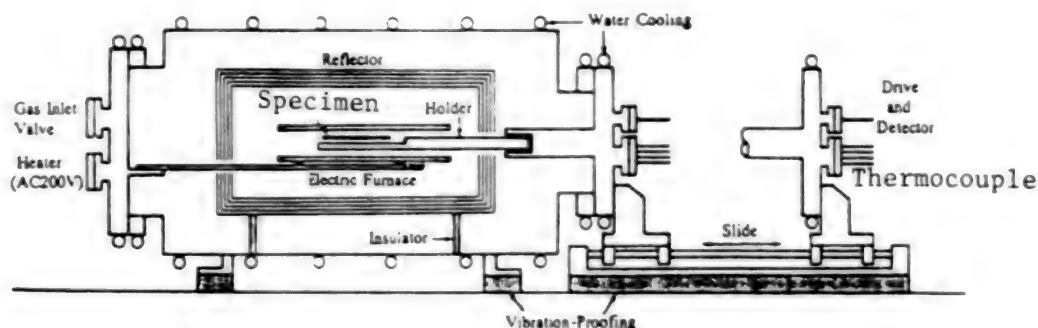 Water Cooling
Reflector
Specimen
Holder
Gas Inlet
Valve
Heater
(AC200V)
Electric Furnace
Drive
and
Detector
Thermocouple
Insulator
Slide
Vibration-Proofing